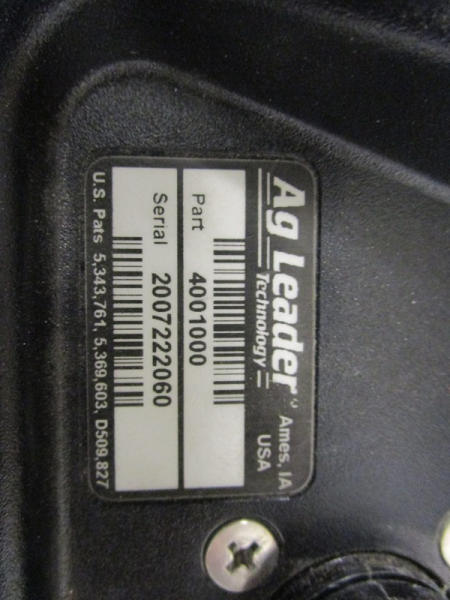 Ag Leader
Technology
Ames, IA
USA
Part 4001000
Serial 2007222060
U.S. Pats 5,343,761, 5,369,603, D509,827